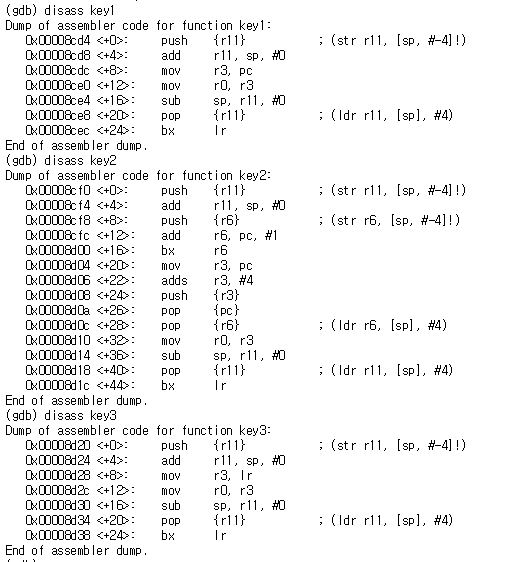 (gdb) disass key1
Dump of assembler code for function key1:
0x00008cd4 <+0>: push {r11} ; (str r11, [sp, #-4]!)
0x00008cd8 <+4>: add r11, sp, #0
0x00008cdc <+8>: mov r3, pc
0x00008ce0 <+12>: mov r0, r3
0x00008ce4 <+16>: sub sp, r11, #0
0x00008ce8 <+20>: pop {r11} ; (ldr r11, [sp], #4)
0x00008cec <+24>: bx lr
End of assembler dump.
(gdb) disass key2
Dump of assembler code for function key2:
0x00008cf0 <+0>: push {r11} ; (str r11, [sp, #-4]!)
0x00008cf4 <+4>: add r11, sp, #0
0x00008cf8 <+8>: push {r6} ; (str r6, [sp, #-4]!)
0x00008cfc <+12>: add r6, pc, #1
0x00008d00 <+16>: bx r6
0x00008d04 <+20>: mov r3, pc
0x00008d06 <+22>: adds r3, #4
0x00008d08 <+24>: push {r3}
0x00008d0a <+26>: pop {pc}
0x00008d0c <+28>: pop {r6} ; (ldr r6, [sp], #4)
0x00008d10 <+32>: mov r0, r3
0x00008d14 <+36>: sub sp, r11, #0
0x00008d18 <+40>: pop {r11} ; (ldr r11, [sp], #4)
0x00008d1c <+44>: bx lr
End of assembler dump.
(gdb) disass key3
Dump of assembler code for function key3:
0x00008d20 <+0>: push {r11} ; (str r11, [sp, #-4]!)
0x00008d24 <+4>: add r11, sp, #0
0x00008d28 <+8>: mov r3, lr
0x00008d2c <+12>: mov r0, r3
0x00008d30 <+16>: sub sp, r11, #0
0x00008d34 <+20>: pop {r11} ; (ldr r11, [sp], #4)
0x00008d38 <+24>: bx lr
End of assembler dump.